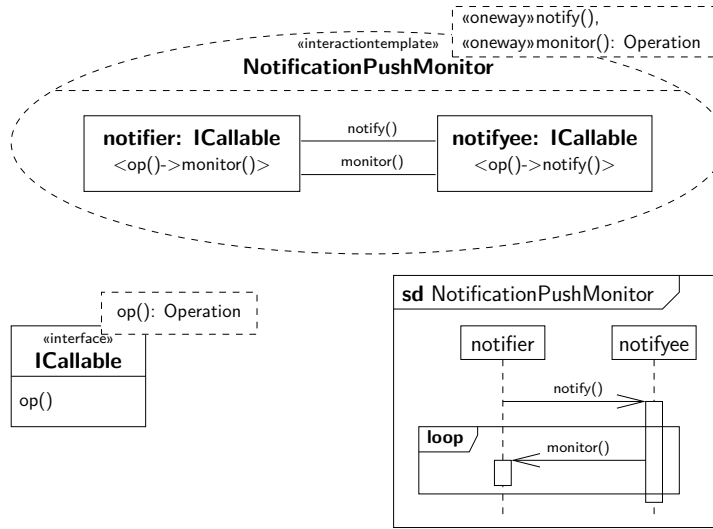 «oneway»notify(),
«oneway»monitor(): Operation
«interactiontemplate»
NotificationPushMonitor
notifier: ICallable
<op()->monitor()>
notify()
monitor()
notifyee: ICallable
<op()->notify()>
op(): Operation
«interface»
ICallable
op()
sd NotificationPushMonitor
notifier
notifyee
notify()
loop
monitor()